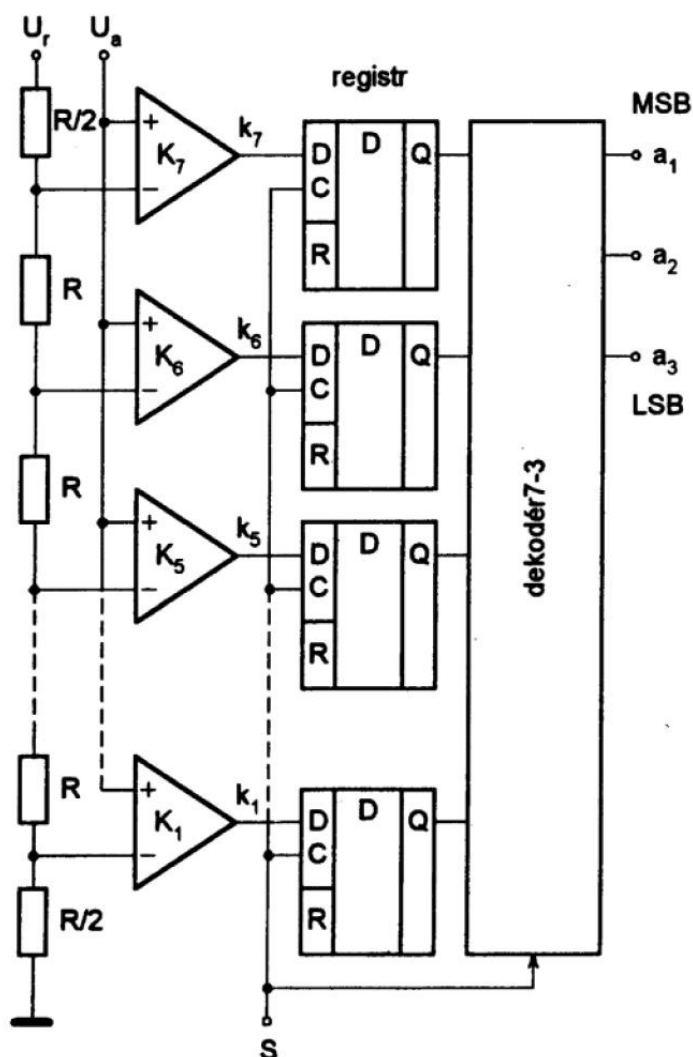 Uᵣ Uₐ
registr
MSB
R/2
+
K₇
−
k₇
D D Q
C
R
a₁
a₂
R
+
K₆
−
k₆
D D Q
C
R
a₃
LSB
R
+
K₅
−
k₅
D D Q
C
R
dekodér7-3
R
+
K₁
−
k₁
D D Q
C
R
R/2
S